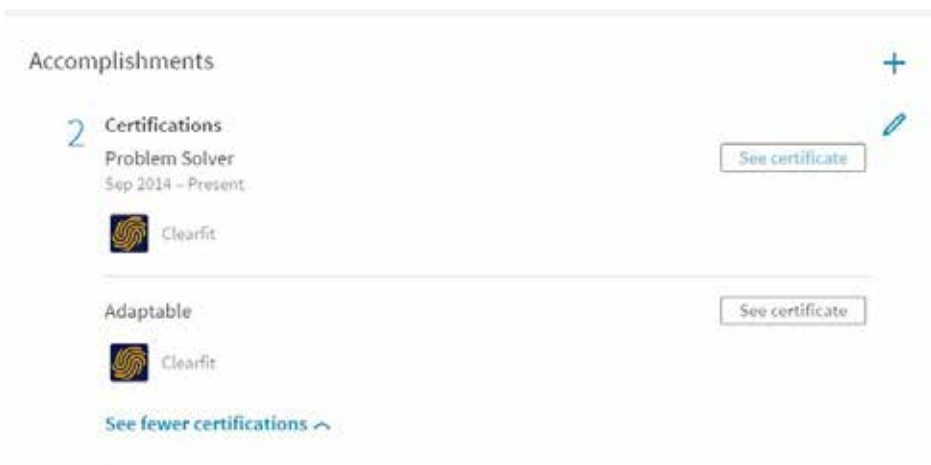 Accomplishments
2
Certifications
Problem Solver
See certificate
Sep 2014 – Present
Clearfit
Adaptable
See certificate
Clearfit
See fewer certifications